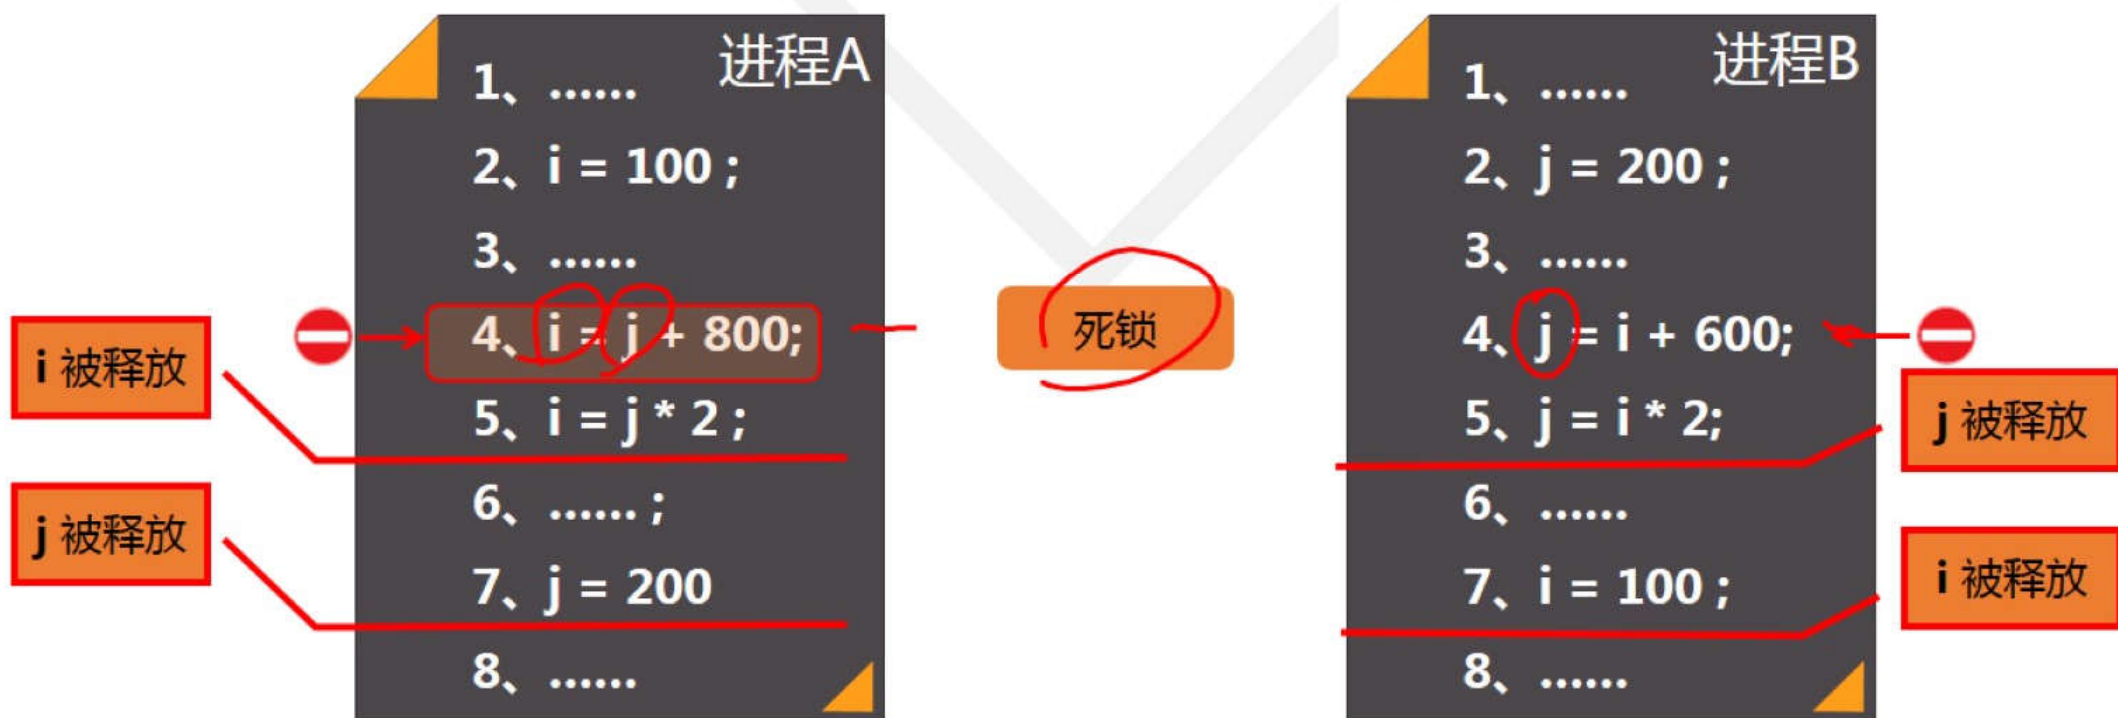 进程A
1、……
2、i = 100 ;
3、……
4、i = j + 800;
5、i = j * 2 ;
6、…… ;
7、j = 200
8、……
i 被释放
j 被释放
死锁
进程B
1、……
2、j = 200 ;
3、……
4、j = i + 600;
5、j = i * 2;
6、……
7、i = 100 ;
8、……
j 被释放
i 被释放